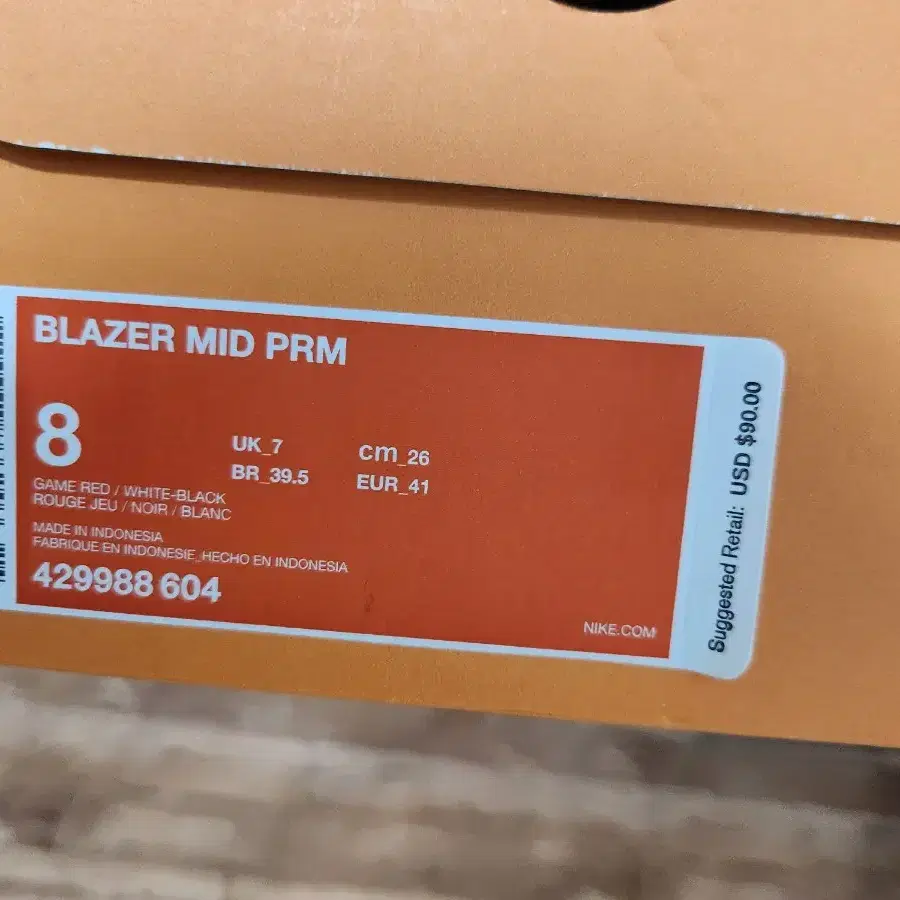 BLAZER MID PRM
8
UK_7 cm_26
BR_39.5 EUR_41
GAME RED / WHITE-BLACK
ROUGE JEU / NOIR / BLANC
MADE IN INDONESIA
FABRIQUE EN INDONESIE_HECHO EN INDONESIA
429988 604
NIKE.COM
Suggested Retail: USD $90.00